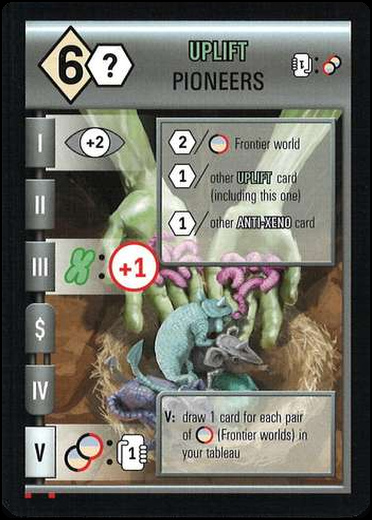 6 ?
UPLIFT
PIONEERS
1 :
I +2
II
III : +1
$
IV
V : 1
2 / Frontier world
1 / other UPLIFT card
(including this one)
1 / other ANTI-XENO card
V: draw 1 card for each pair
of (Frontier worlds) in
your tableau